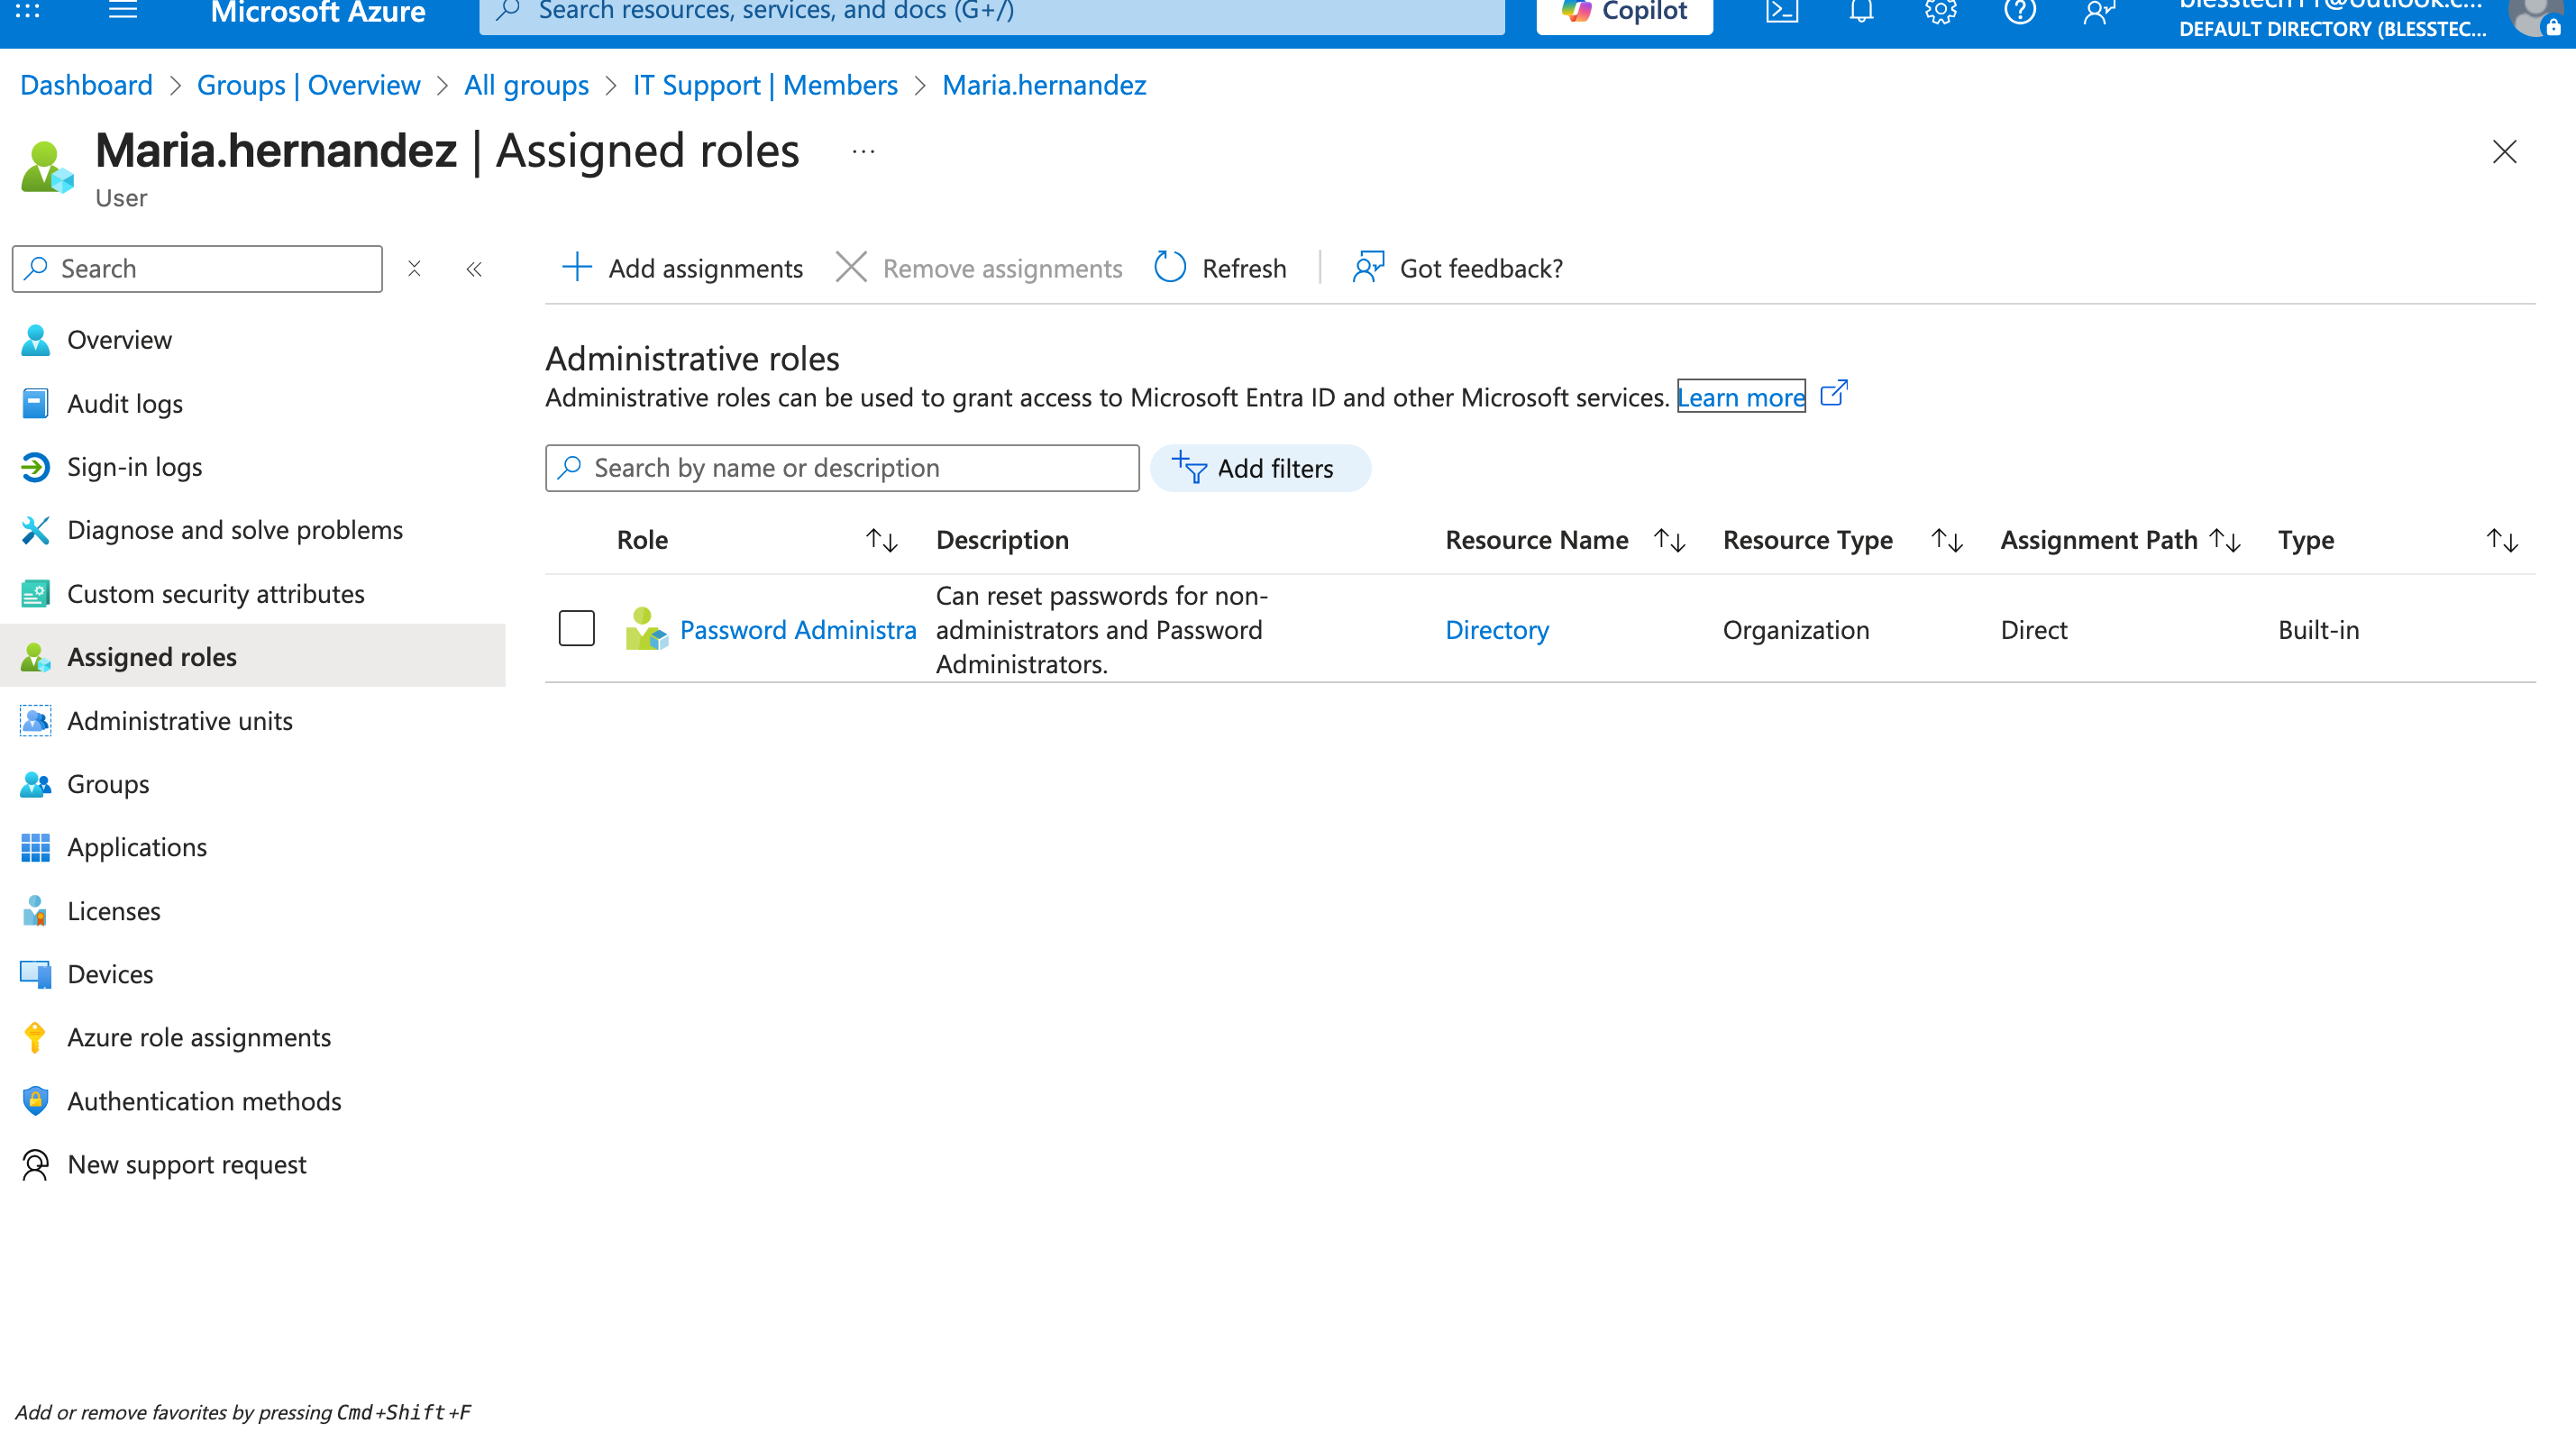 Microsoft Azure
Search resources, services, and docs (G+/)
Copilot
DEFAULT DIRECTORY (BLESSTEC...
Dashboard > Groups | Overview > All groups > IT Support | Members > Maria.hernandez
Maria.hernandez | Assigned roles ...
User
Search
Add assignments
Remove assignments
Refresh
Got feedback?
Overview
Audit logs
Sign-in logs
Diagnose and solve problems
Custom security attributes
Assigned roles
Administrative units
Groups
Applications
Licenses
Devices
Azure role assignments
Authentication methods
New support request
Administrative roles
Administrative roles can be used to grant access to Microsoft Entra ID and other Microsoft services. Learn more
Search by name or description
Add filters
Role Description Resource Name Resource Type Assignment Path Type
Password Administra
Can reset passwords for non-
administrators and Password
Administrators.
Directory
Organization
Direct
Built-in
Add or remove favorites by pressing Cmd+Shift+F